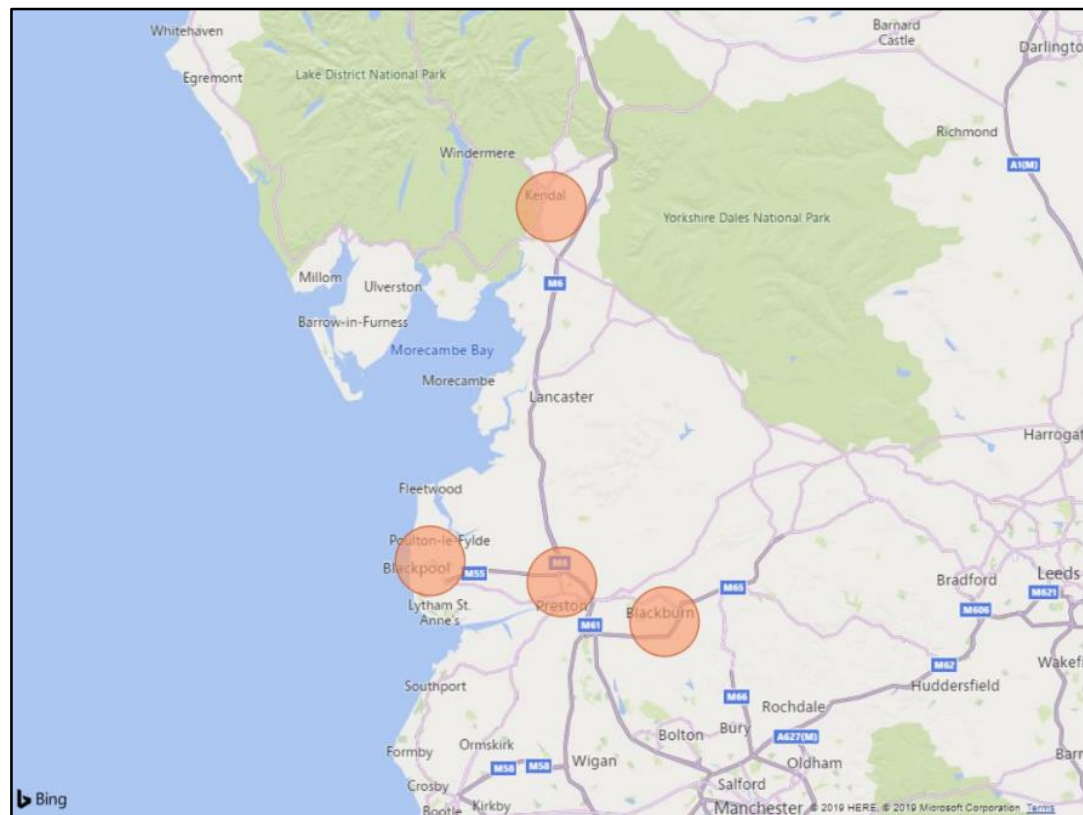 Whitehaven
Barnard
Castle
Darlington
Egremont
Lake District National Park
Richmond
Windermere
A1(M)
Kendal
Yorkshire Dales National Park
Millom
Ulverston
M6
Barrow-in-Furness
Morecambe Bay
Morecambe
Lancaster
Harrogat
Fleetwood
Poulton-le-Fylde
M6
Blackpool
M55
Bradford
Leeds
M65
M621
Lytham St.
Anne's
Preston
Blackburn
M606
M61
M62
Wakefi
Southport
Huddersfield
M66
Rochdale
Formby
Ormskirk
Bolton
Bury
A627(M)
Barn
Wigan
M58
M58
Oldham
Crosby
Salford
Bing
Bootle
Kirkby
Manchester
© 2019 HERE, © 2019 Microsoft Corporation Terms